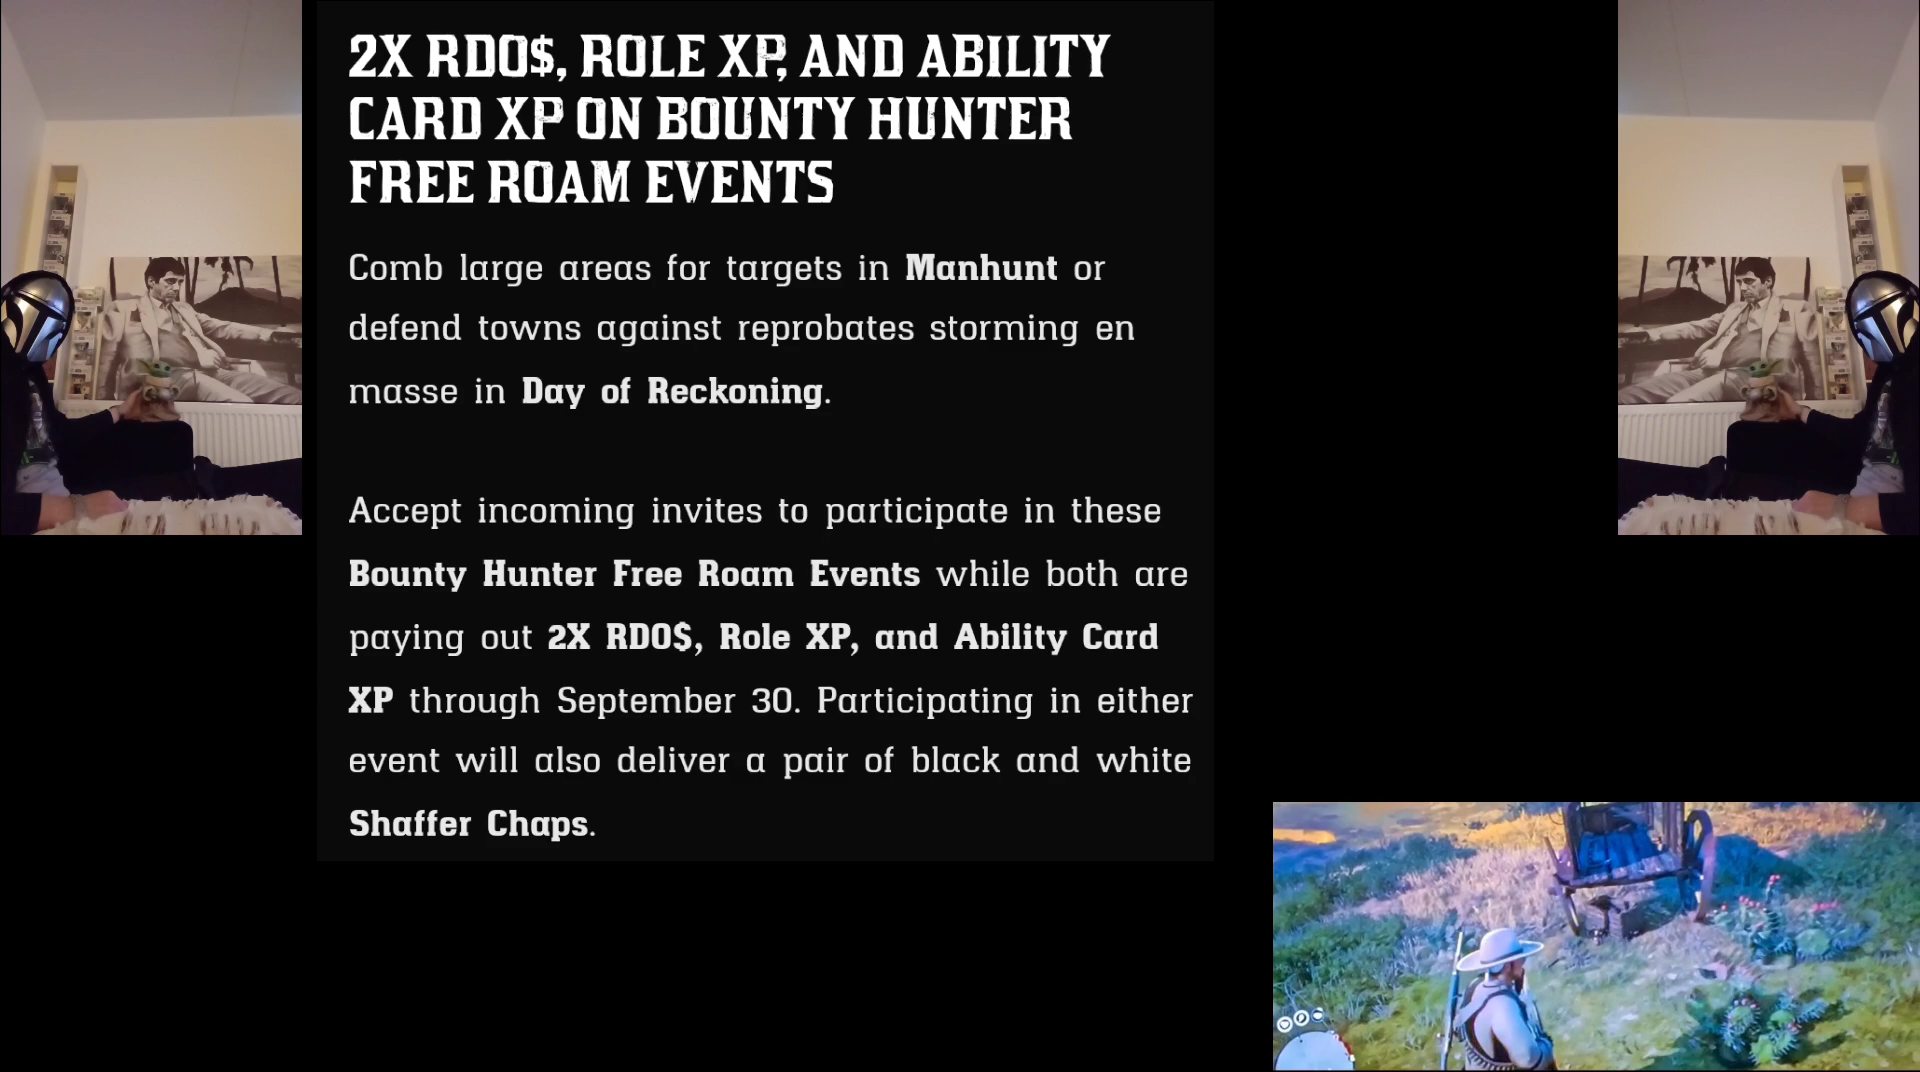 2X RDO$, ROLE XP, AND ABILITY
CARD XP ON BOUNTY HUNTER
FREE ROAM EVENTS
Comb large areas for targets in Manhunt or
defend towns against reprobates storming en
masse in Day of Reckoning.
Accept incoming invites to participate in these
Bounty Hunter Free Roam Events while both are
paying out 2X RDO$, Role XP, and Ability Card
XP through September 30. Participating in either
event will also deliver a pair of black and white
Shaffer Chaps.